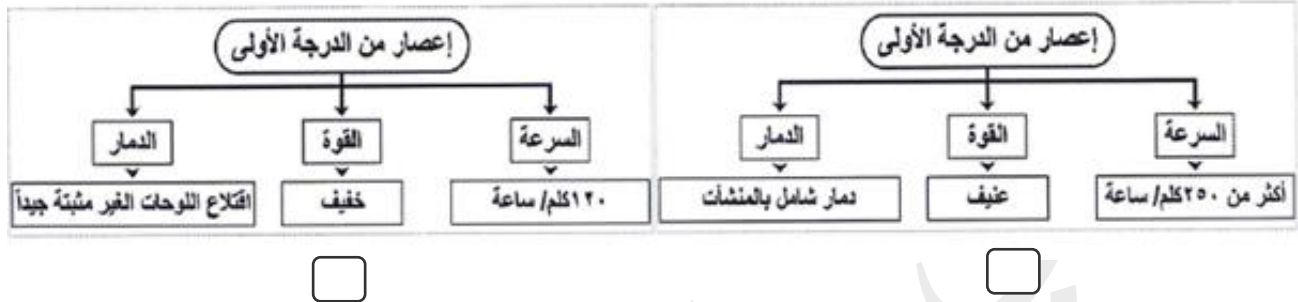 إعصار من الدرجة الأولى
السرعة
القوة
الدمار
أكثر من ٢٥٠كلم/ ساعة
عنيف
دمار شامل بالمنشأت
إعصار من الدرجة الأولى
السرعة
القوة
الدمار
١٢٠كلم/ ساعة
خفيف
اقتلاع اللوحات الغير مثبتة جيداً